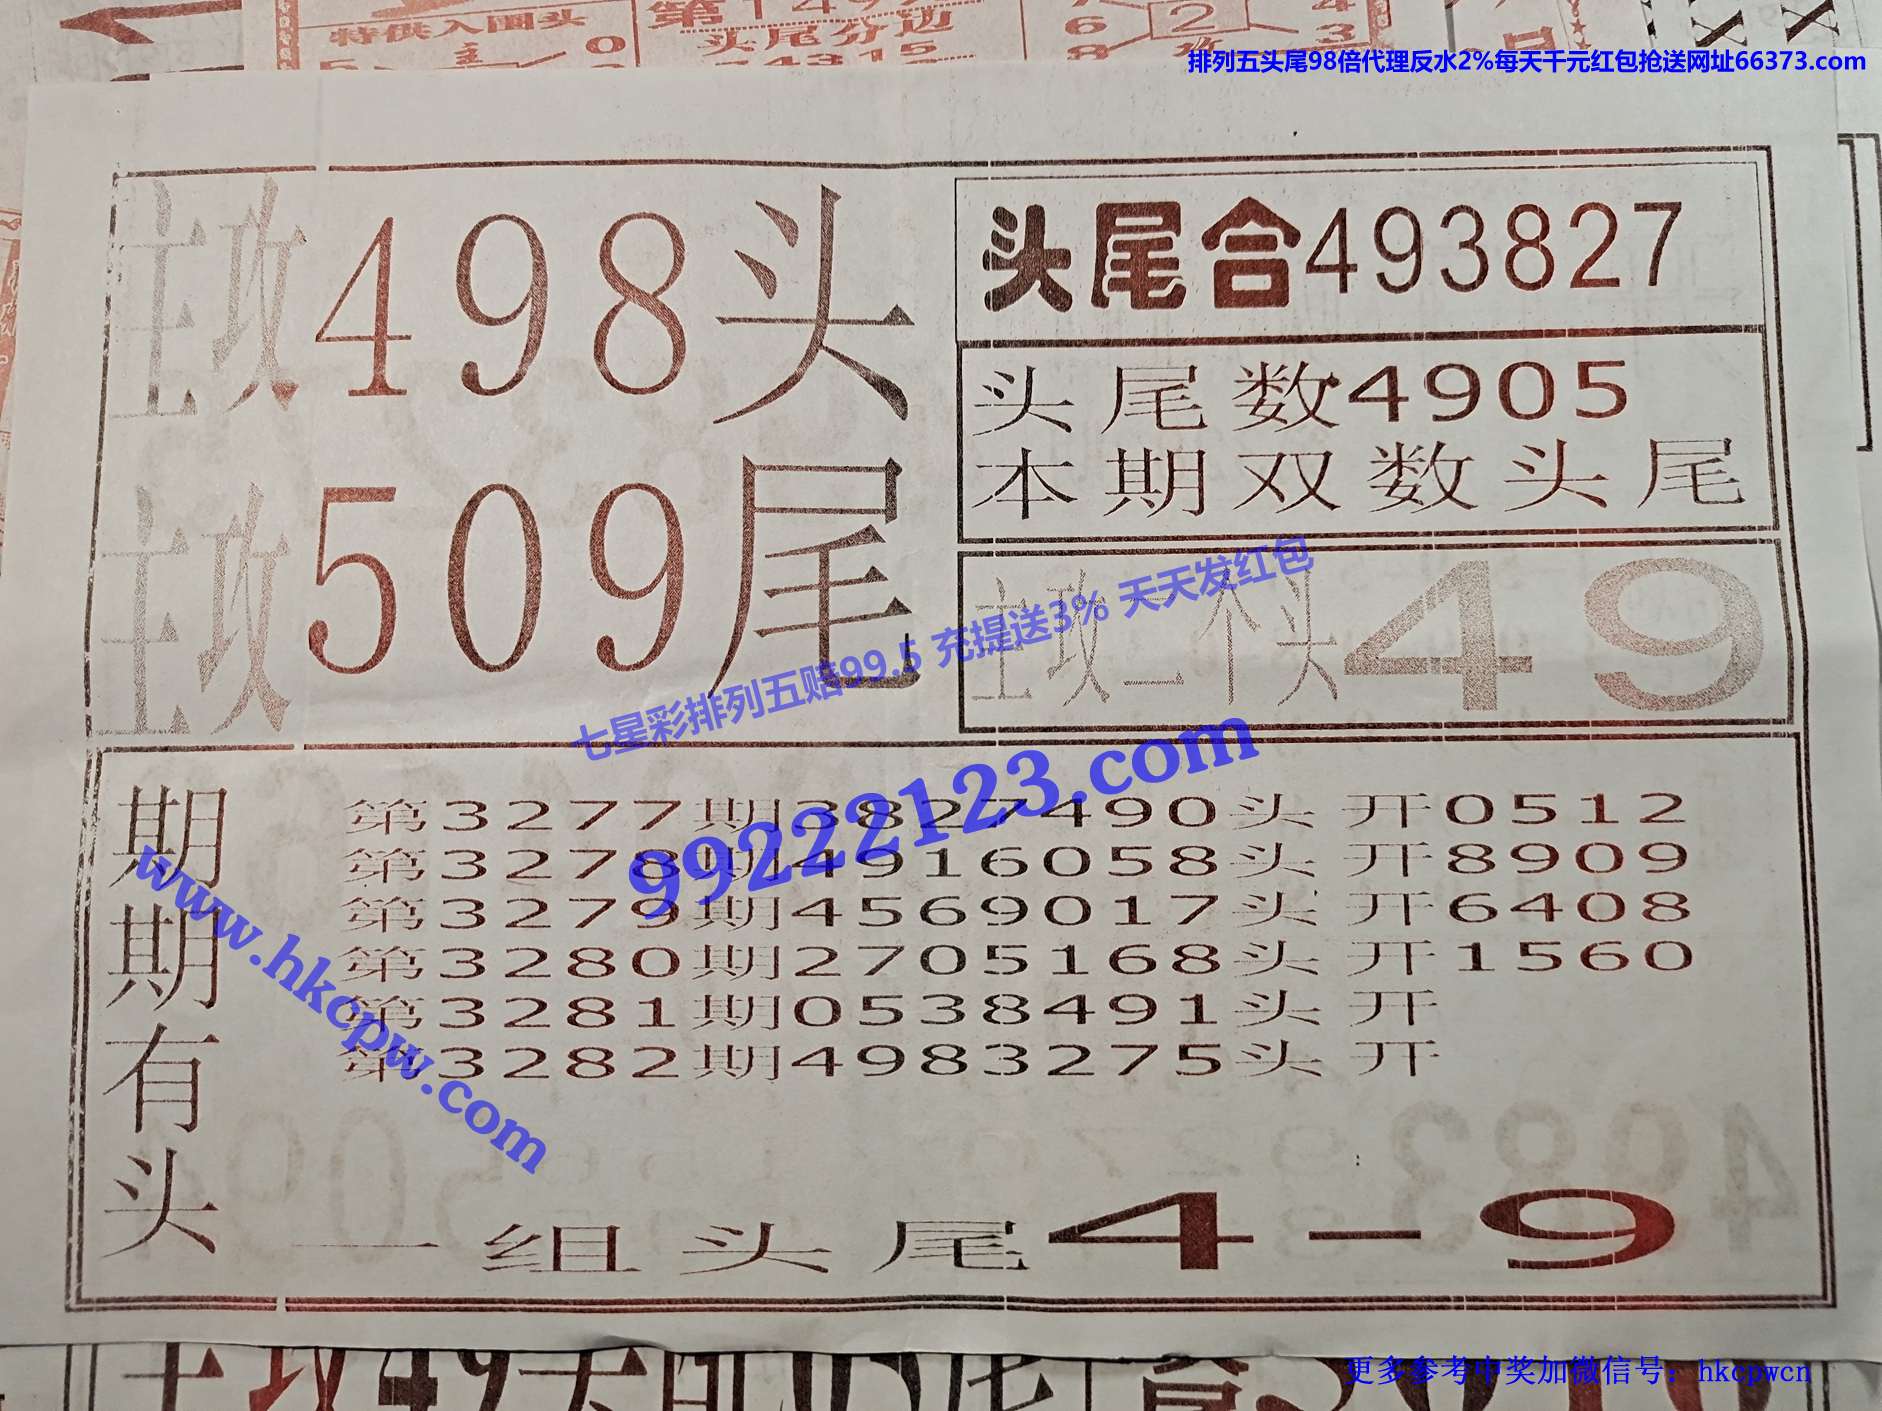 特供入圆头
头尾分边
排列五头尾98倍代理反水2%每天千元红包抢送网址66373.com
主攻498头
主攻509尾
头尾合493827
头尾数4905
本期双数头尾
主攻二个头49
七星彩排列五赔99.5 充提送3% 天天发红包
99222123.com
www.hkcpw.com
期期有头
第3277期3827490头开0512
第3278期4916058头开8909
第3279期4569017头开6408
第3280期2705168头开1560
第3281期0538491头开
第3282期4983275头开
一组头尾4-9
更多参考中奖加微信号：hkcpwcn